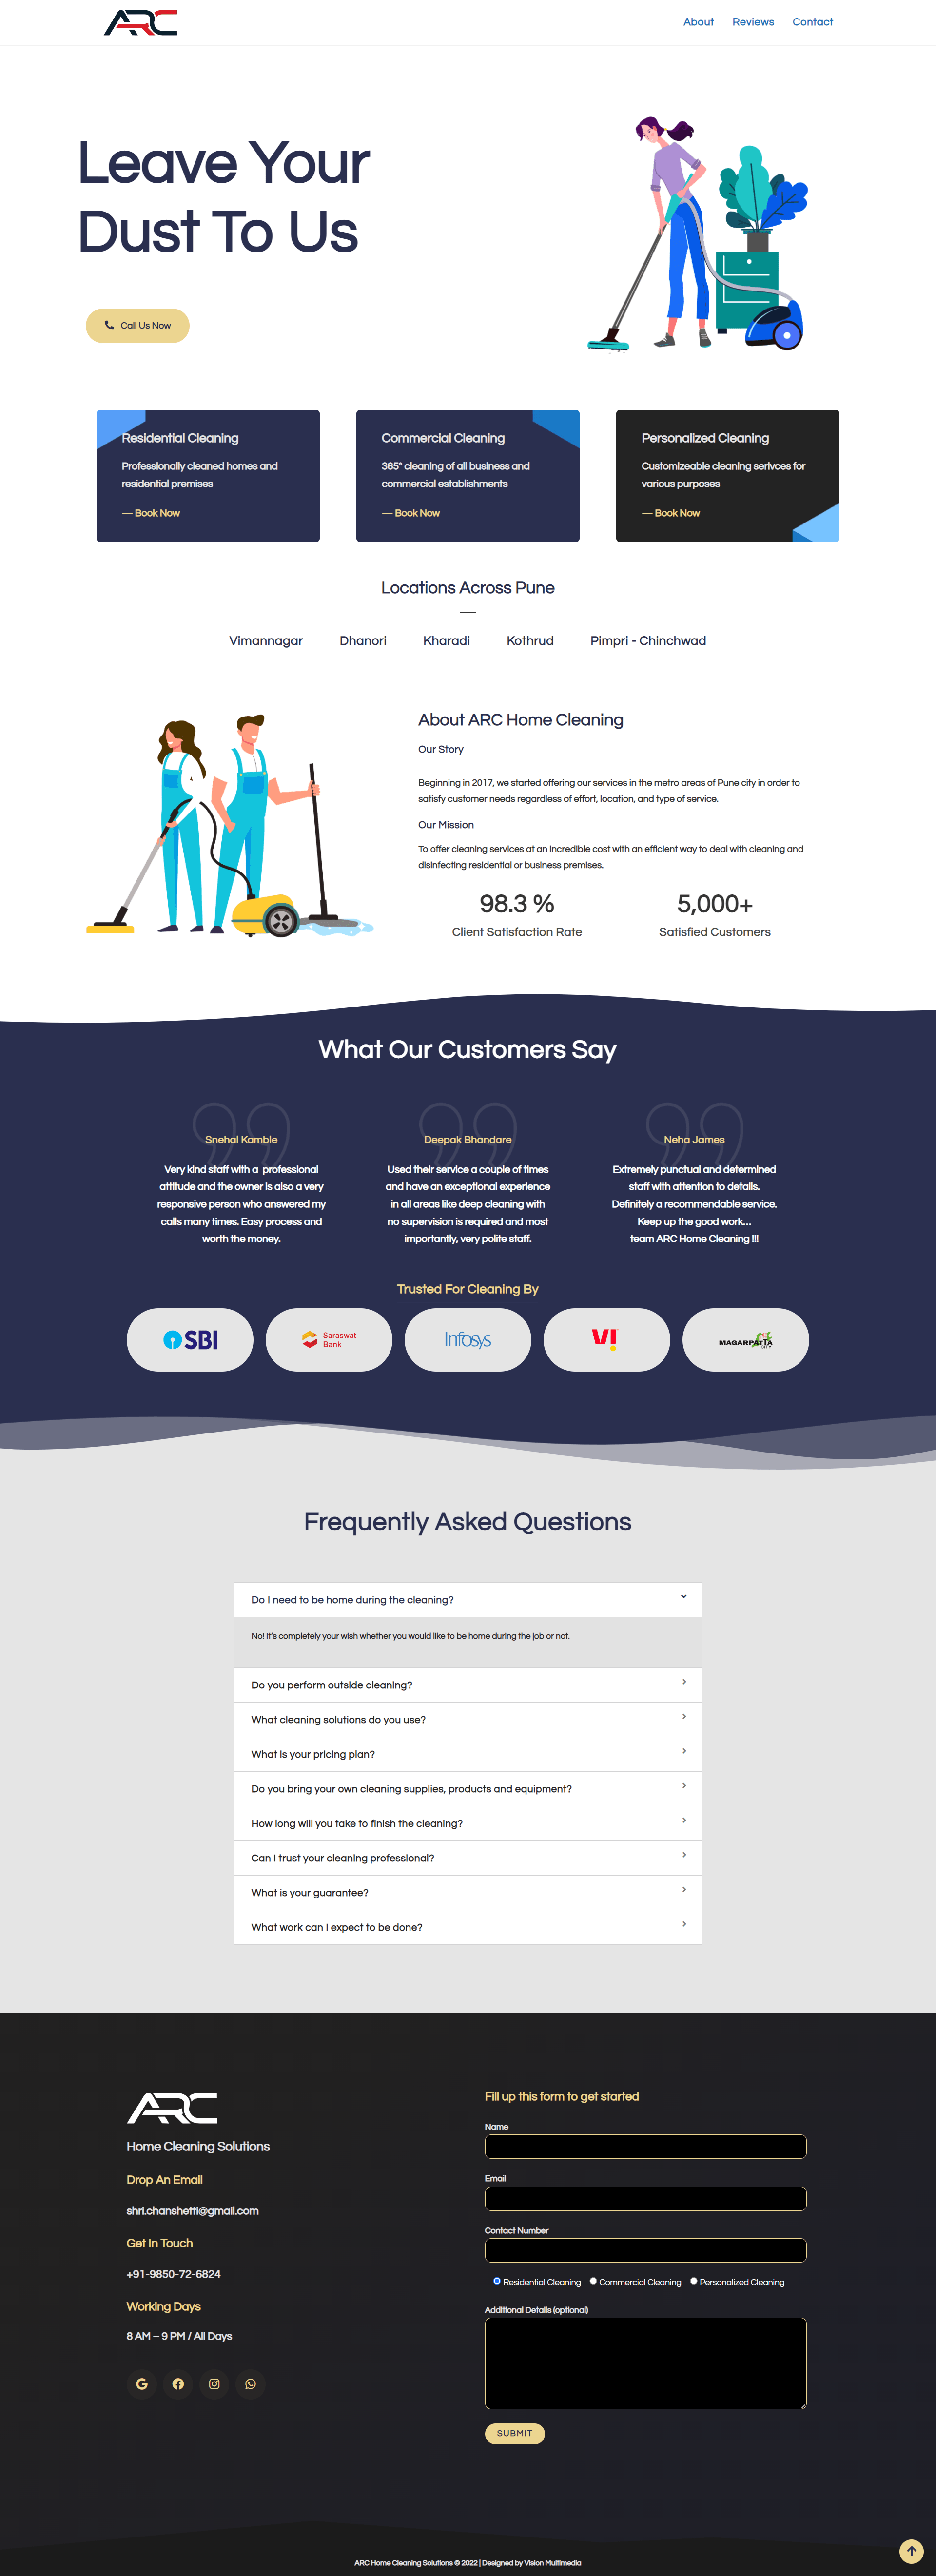 ARC
About Reviews Contact
Leave Your
Dust To Us
Call Us Now
Residential Cleaning
Professionally cleaned homes and
residential premises
— Book Now
Commercial Cleaning
365° cleaning of all business and
commercial establishments
— Book Now
Personalized Cleaning
Customizeable cleaning serivces for
various purposes
— Book Now
Locations Across Pune
Vimannagar Dhanori Kharadi Kothrud Pimpri - Chinchwad
About ARC Home Cleaning
Our Story
Beginning in 2017, we started offering our services in the metro areas of Pune city in order to
satisfy customer needs regardless of effort, location, and type of service.
Our Mission
To offer cleaning services at an incredible cost with an efficient way to deal with cleaning and
disinfecting residential or business premises.
98.3 %
Client Satisfaction Rate
5,000+
Satisfied Customers
What Our Customers Say
Snehal Kamble
Very kind staff with a professional
attitude and the owner is also a very
responsive person who answered my
calls many times. Easy process and
worth the money.
Deepak Bhandare
Used their service a couple of times
and have an exceptional experience
in all areas like deep cleaning with
no supervision is required and most
importantly, very polite staff.
Neha James
Extremely punctual and determined
staff with attention to details.
Definitely a recommendable service.
Keep up the good work...
team ARC Home Cleaning !!!
Trusted For Cleaning By
SBI
Saraswat
Bank
Infosys
VI
MAGARPATTA
CITY
Frequently Asked Questions
Do I need to be home during the cleaning?
No! It's completely your wish whether you would like to be home during the job or not.
Do you perform outside cleaning?
What cleaning solutions do you use?
What is your pricing plan?
Do you bring your own cleaning supplies, products and equipment?
How long will you take to finish the cleaning?
Can I trust your cleaning professional?
What is your guarantee?
What work can I expect to be done?
ARC
Home Cleaning Solutions
Drop An Email
shri.chanshetti@gmail.com
Get In Touch
+91-9850-72-6824
Working Days
8 AM – 9 PM / All Days
Fill up this form to get started
Name
Email
Contact Number
Residential Cleaning Commercial Cleaning Personalized Cleaning
Additional Details (optional)
SUBMIT
ARC Home Cleaning Solutions © 2022 | Designed by Vision Multimedia